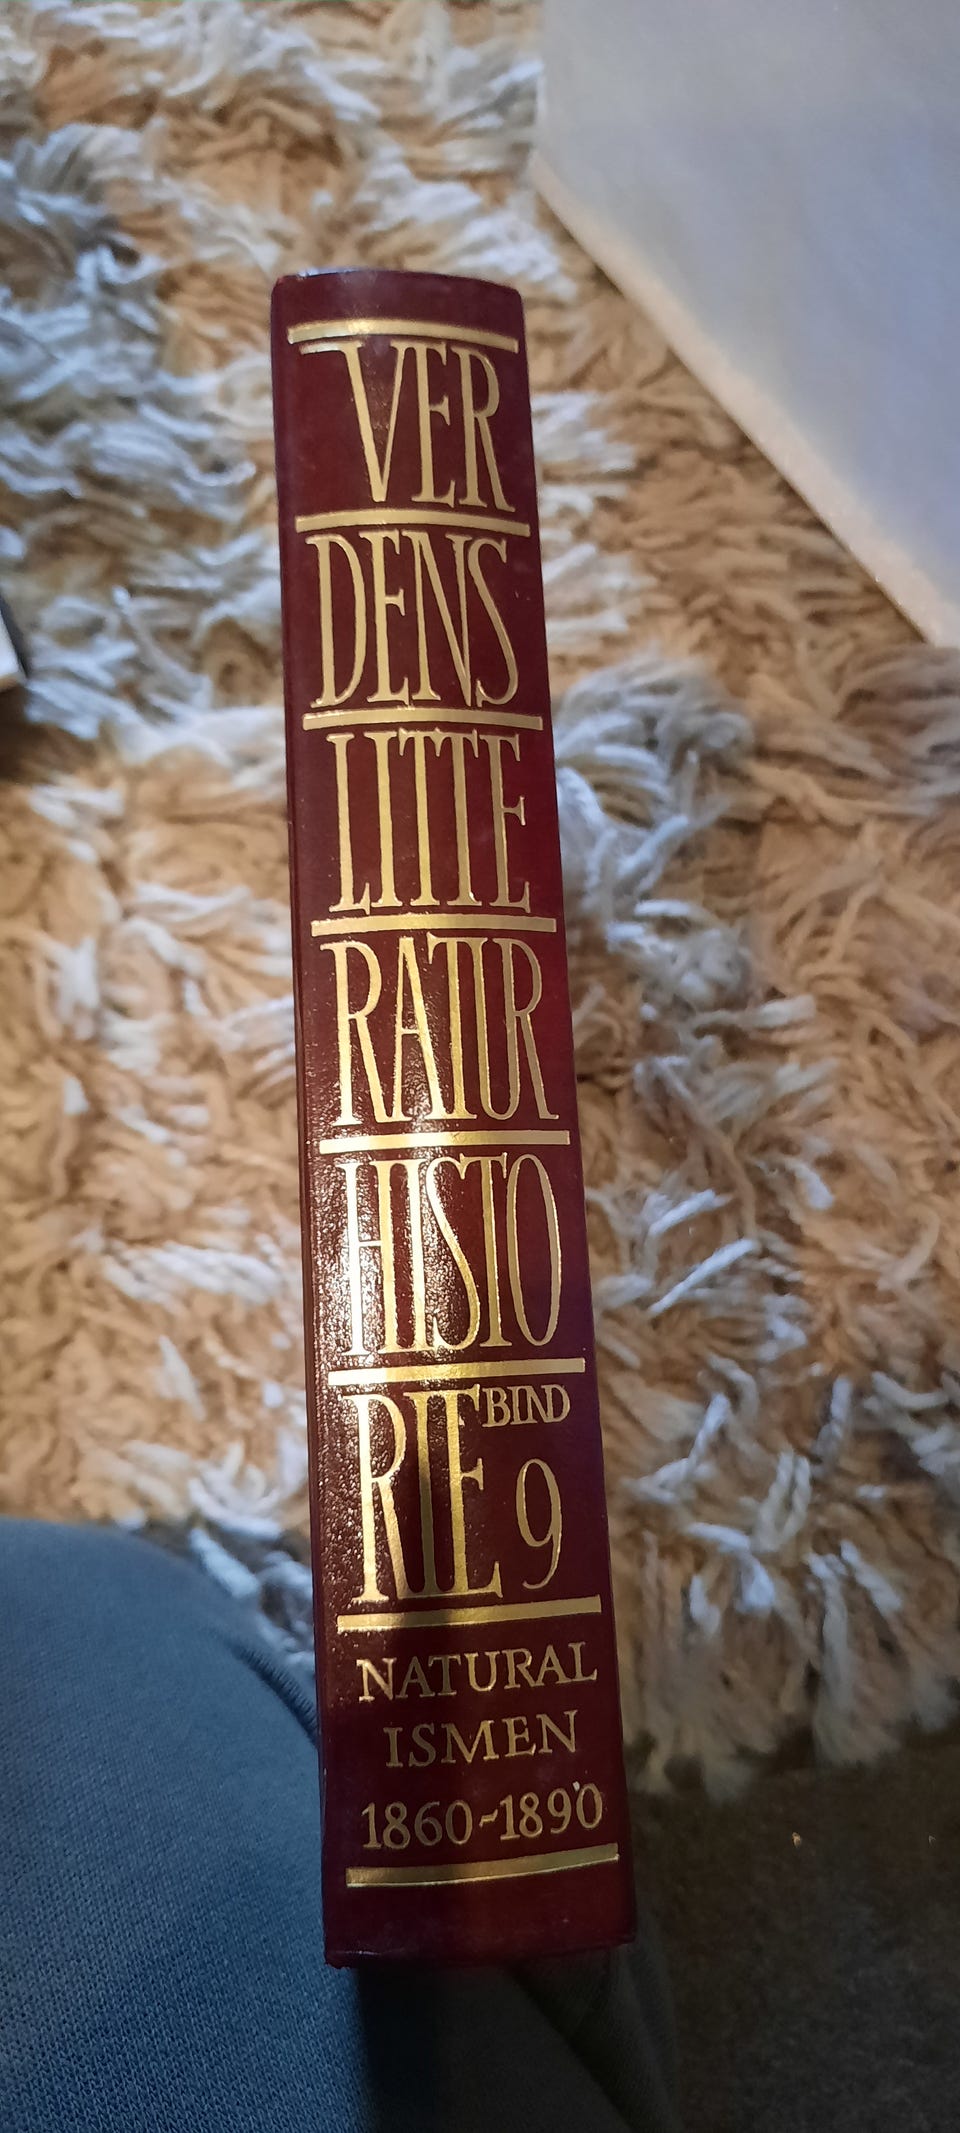 VER
DENS
LITTE
RATUR
HISTO
RIE BIND
9
NATURAL
ISMEN
1860-1890